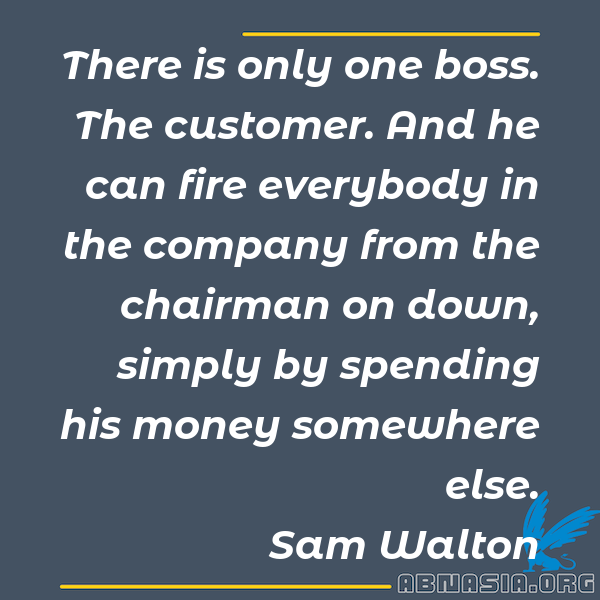 There is only one boss.
The customer. And he
can fire everybody in
the company from the
chairman on down,
simply by spending
his money somewhere
else.
Sam Walton
ABNASIA.ORG